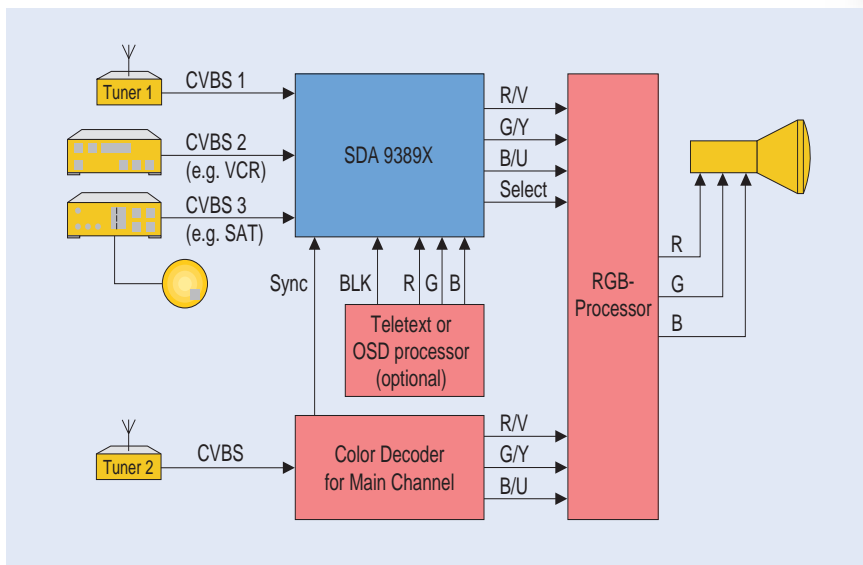 Tuner 1
CVBS 1
CVBS 2
(e.g. VCR)
CVBS 3
(e.g. SAT)
SDA 9389X
R/V
G/Y
B/U
Select
Sync
BLK
R
G
B
Teletext or
OSD processor
(optional)
RGB-
Processor
R
G
B
Tuner 2
CVBS
Color Decoder
for Main Channel
R/V
G/Y
B/U